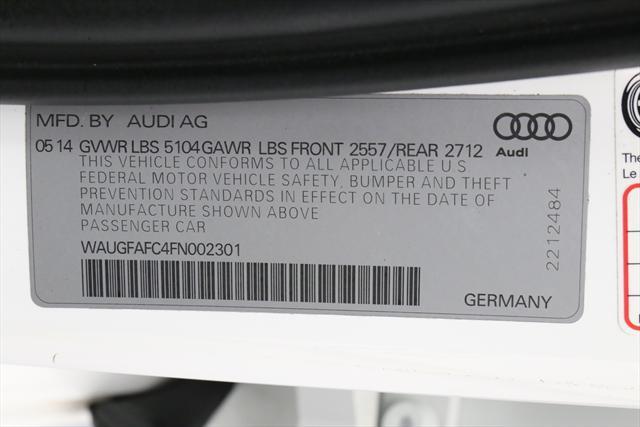 MFD. BY AUDI AG
05 14 GVWR LBS 5104 GAWR LBS FRONT 2557/REAR 2712
THIS VEHICLE CONFORMS TO ALL APPLICABLE U.S
FEDERAL MOTOR VEHICLE SAFETY, BUMPER AND THEFT
PREVENTION STANDARDS IN EFFECT ON THE DATE OF
MANUFACTURE SHOWN ABOVE
PASSENGER CAR
WAUGFAFC4FN002301
Audi
2212484
GERMANY
The
Le